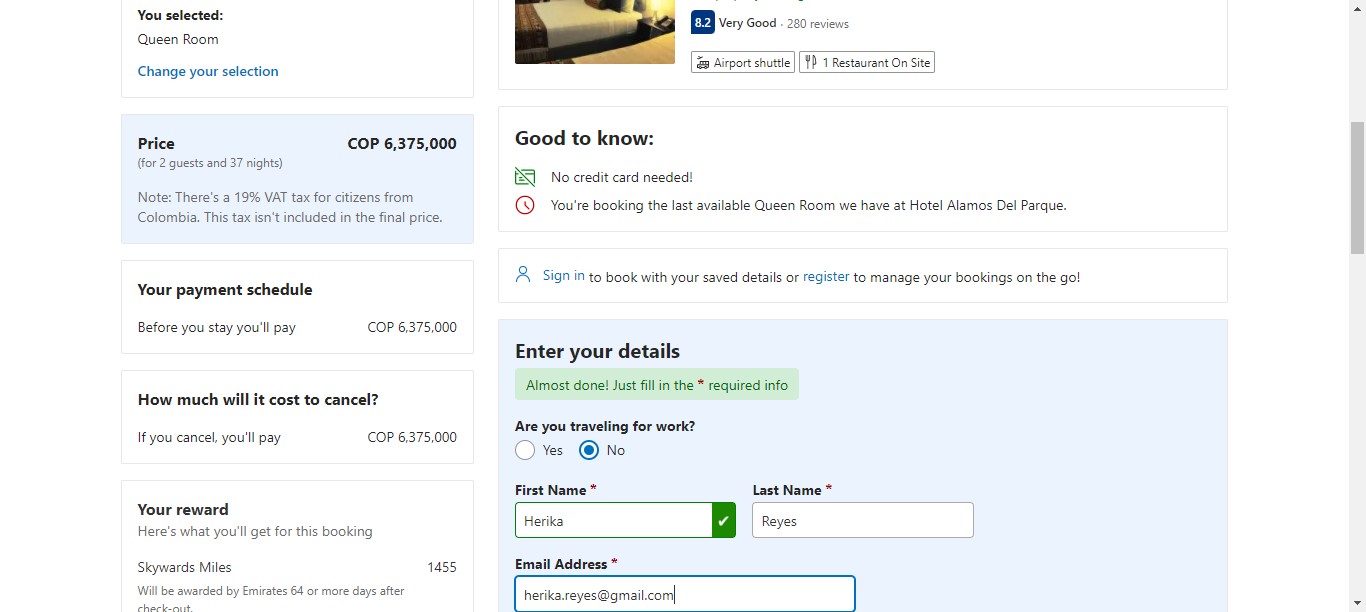 You selected:
Queen Room
Change your selection
Price COP 6,375,000
(for 2 guests and 37 nights)
Note: There's a 19% VAT tax for citizens from
Colombia. This tax isn't included in the final price.
Your payment schedule
Before you stay you'll pay COP 6,375,000
How much will it cost to cancel?
If you cancel, you'll pay COP 6,375,000
Your reward
Here's what you'll get for this booking
Skywards Miles 1455
Will be awarded by Emirates 64 or more days after
check-out.
8.2 Very Good · 280 reviews
Airport shuttle 1 Restaurant On Site
Good to know:
No credit card needed!
You're booking the last available Queen Room we have at Hotel Alamos Del Parque.
Sign in to book with your saved details or register to manage your bookings on the go!
Enter your details
Almost done! Just fill in the * required info
Are you traveling for work?
Yes No
First Name * Last Name *
Herika Reyes
Email Address *
herika.reyes@gmail.com